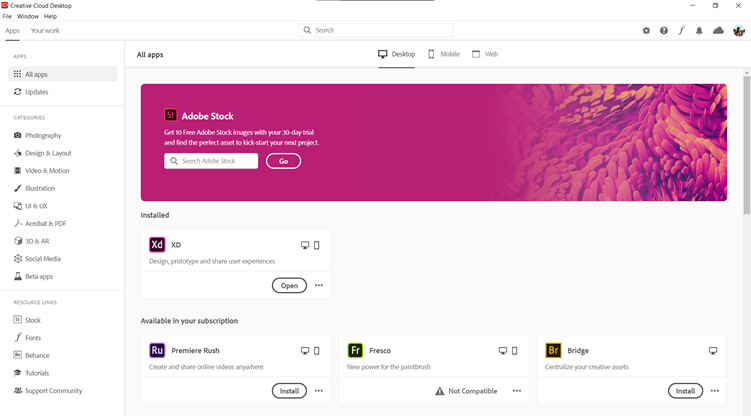 Creative Cloud Desktop
File Window Help
Apps Your work
Search
APPS
All apps
Updates
CATEGORIES
Photography
Design & Layout
Video & Motion
Illustration
UI & UX
Acrobat & PDF
3D & AR
Social Media
Beta apps
RESOURCE LINKS
St Stock
Fonts
Bē Behance
Tutorials
Support Community
All apps
Desktop Mobile Web
St Adobe Stock
Get 10 Free Adobe Stock images with your 30-day trial
and find the perfect asset to kick-start your next project.
Search Adobe Stock Go
Installed
Xd XD
Design, prototype and share user experiences
Open
Available in your subscription
Ru Premiere Rush
Create and share online videos anywhere.
Install
Fr Fresco
New power for the paintbrush
Not Compatible
Br Bridge
Centralize your creative assets
Install